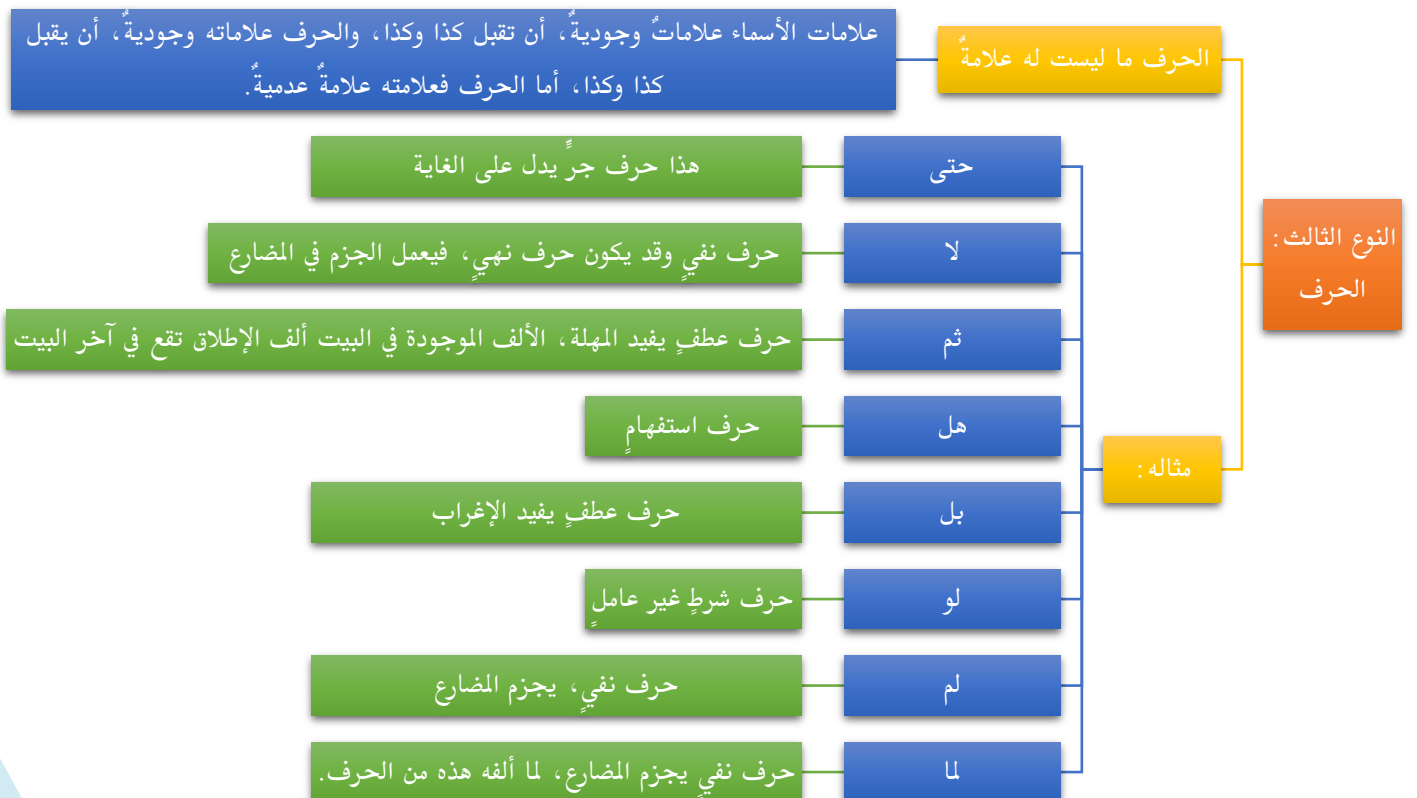 النوع الثالث:
الحرف
الحرف ما ليست له علامةٌ
علامات الأسماء علاماتٌ وجوديةٌ، أن تقبل كذا وكذا، والحرف علاماته وجوديةٌ، أن يقبل
كذا وكذا، أما الحرف فعلامته علامةٌ عدميةٌ.
مثاله:
حتى
هذا حرف جرٍّ يدل على الغاية
لا
حرف نفيٍ وقد يكون حرف نهيٍ، فيعمل الجزم في المضارع
ثم
حرف عطفٍ يفيد المهلة، الألف الموجودة في البيت ألف الإطلاق تقع في آخر البيت
هل
حرف استفهامٍ
بل
حرف عطفٍ يفيد الإغراب
لو
حرف شرطٍ غير عاملٍ
لم
حرف نفيٍ، يجزم المضارع
لما
حرف نفيٍ يجزم المضارع، لما ألفه هذه من الحرف.